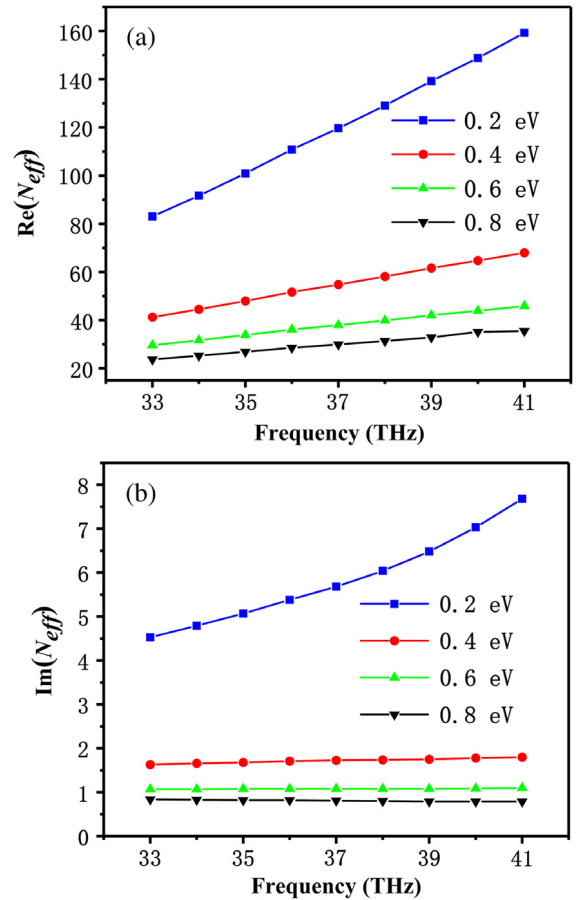 (a)
160
140
120
100
80
60
40
20
Re(Neff)
0.2 eV
0.4 eV
0.6 eV
0.8 eV
33 35 37 39 41
Frequency (THz)
(b)
8
7
6
5
4
3
2
1
0
Im(Neff)
0.2 eV
0.4 eV
0.6 eV
0.8 eV
33 35 37 39 41
Frequency (THz)